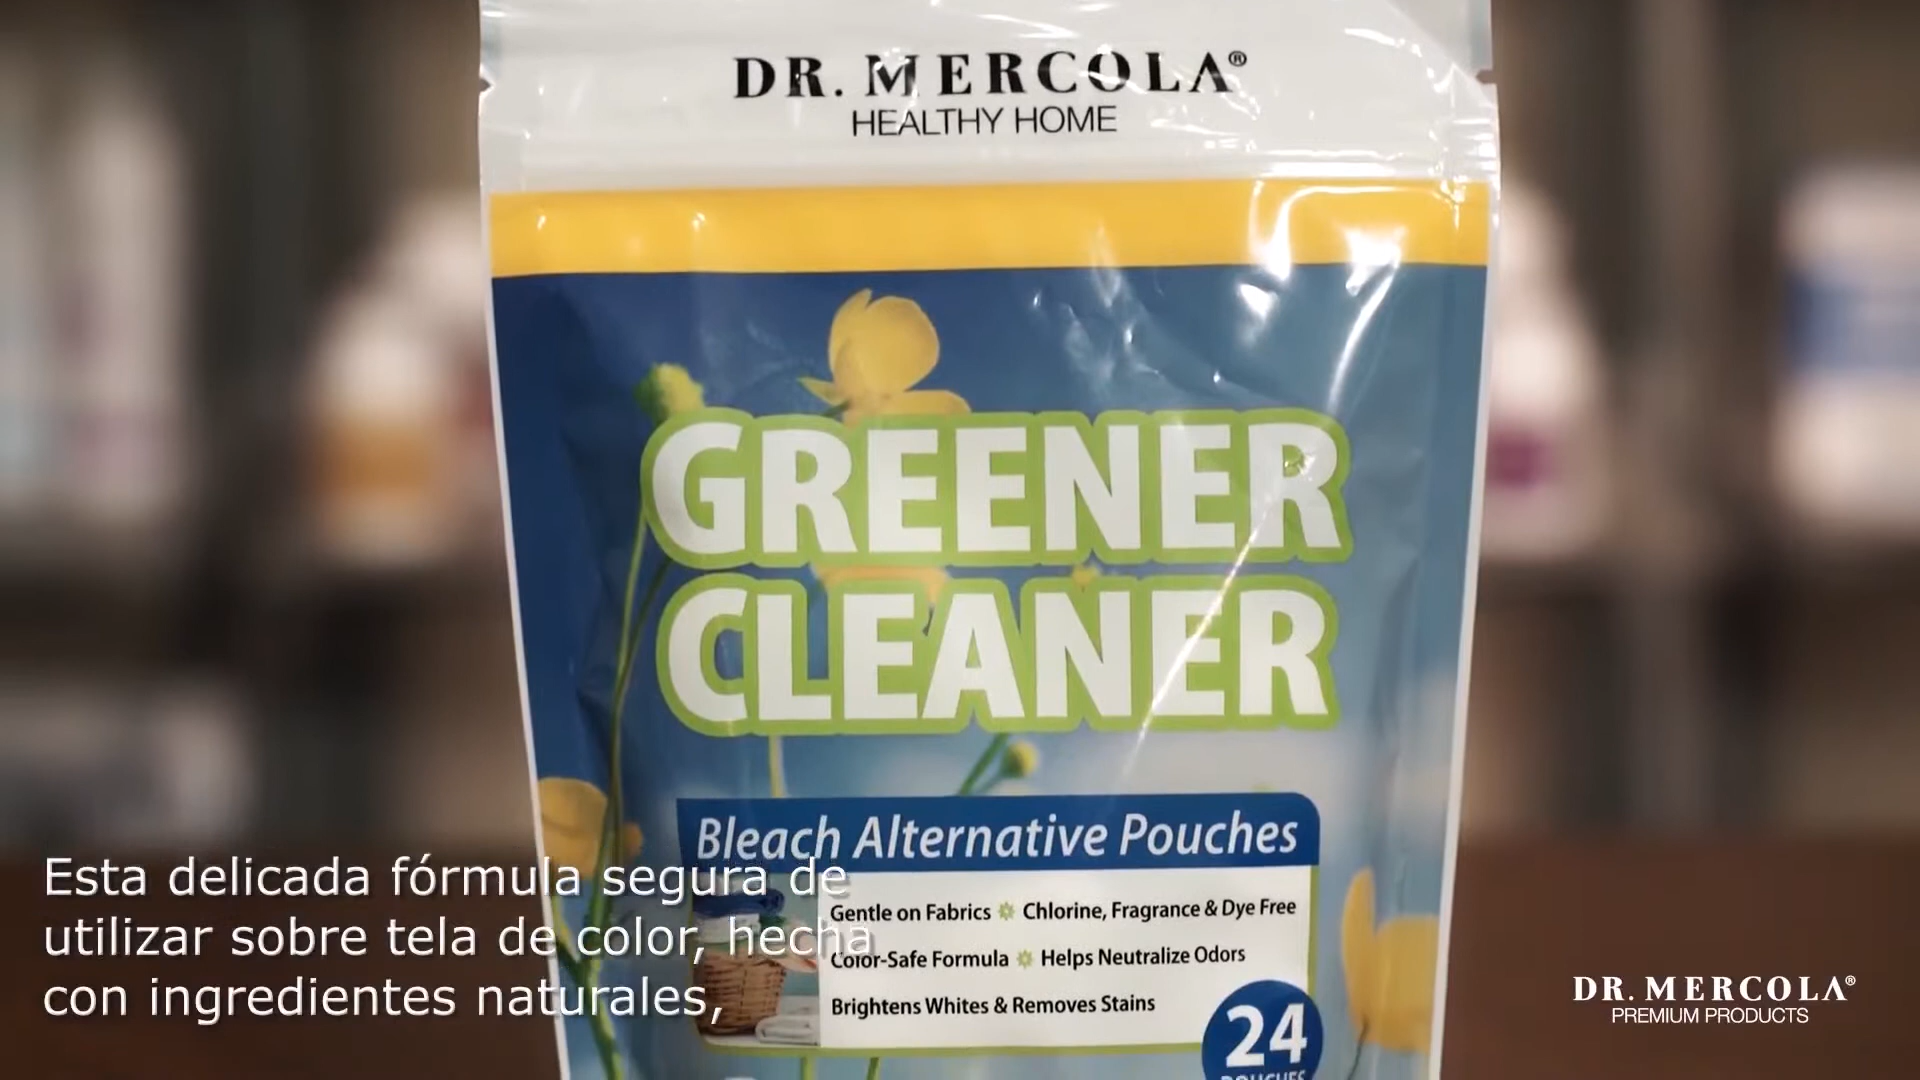 DR. MERCOLA®
HEALTHY HOME
GREENER
CLEANER
Bleach Alternative Pouches
Gentle on Fabrics Chlorine, Fragrance & Dye Free
Color-Safe Formula Helps Neutralize Odors
Brightens Whites & Removes Stains
24
POUCHES
Esta delicada fórmula segura de
utilizar sobre tela de color, hecha
con ingredientes naturales,
DR. MERCOLA®
PREMIUM PRODUCTS